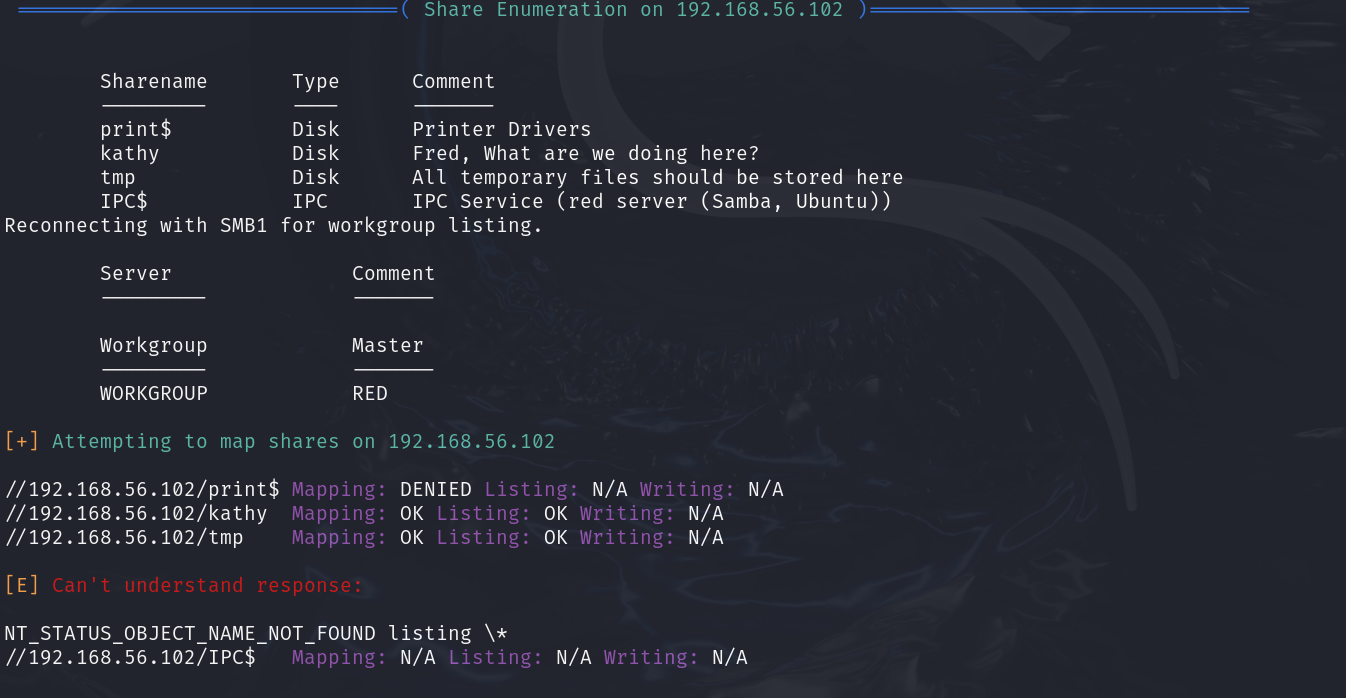 ( Share Enumeration on 192.168.56.102 )
Sharename Type Comment
print$ Disk Printer Drivers
kathy Disk Fred, What are we doing here?
tmp Disk All temporary files should be stored here
IPC$ IPC IPC Service (red server (Samba, Ubuntu))
Reconnecting with SMB1 for workgroup listing.
Server Comment
Workgroup Master
WORKGROUP RED
[+] Attempting to map shares on 192.168.56.102
//192.168.56.102/print$ Mapping: DENIED Listing: N/A Writing: N/A
//192.168.56.102/kathy Mapping: OK Listing: OK Writing: N/A
//192.168.56.102/tmp Mapping: OK Listing: OK Writing: N/A
[E] Can't understand response:
NT_STATUS_OBJECT_NAME_NOT_FOUND listing \*
//192.168.56.102/IPC$ Mapping: N/A Listing: N/A Writing: N/A